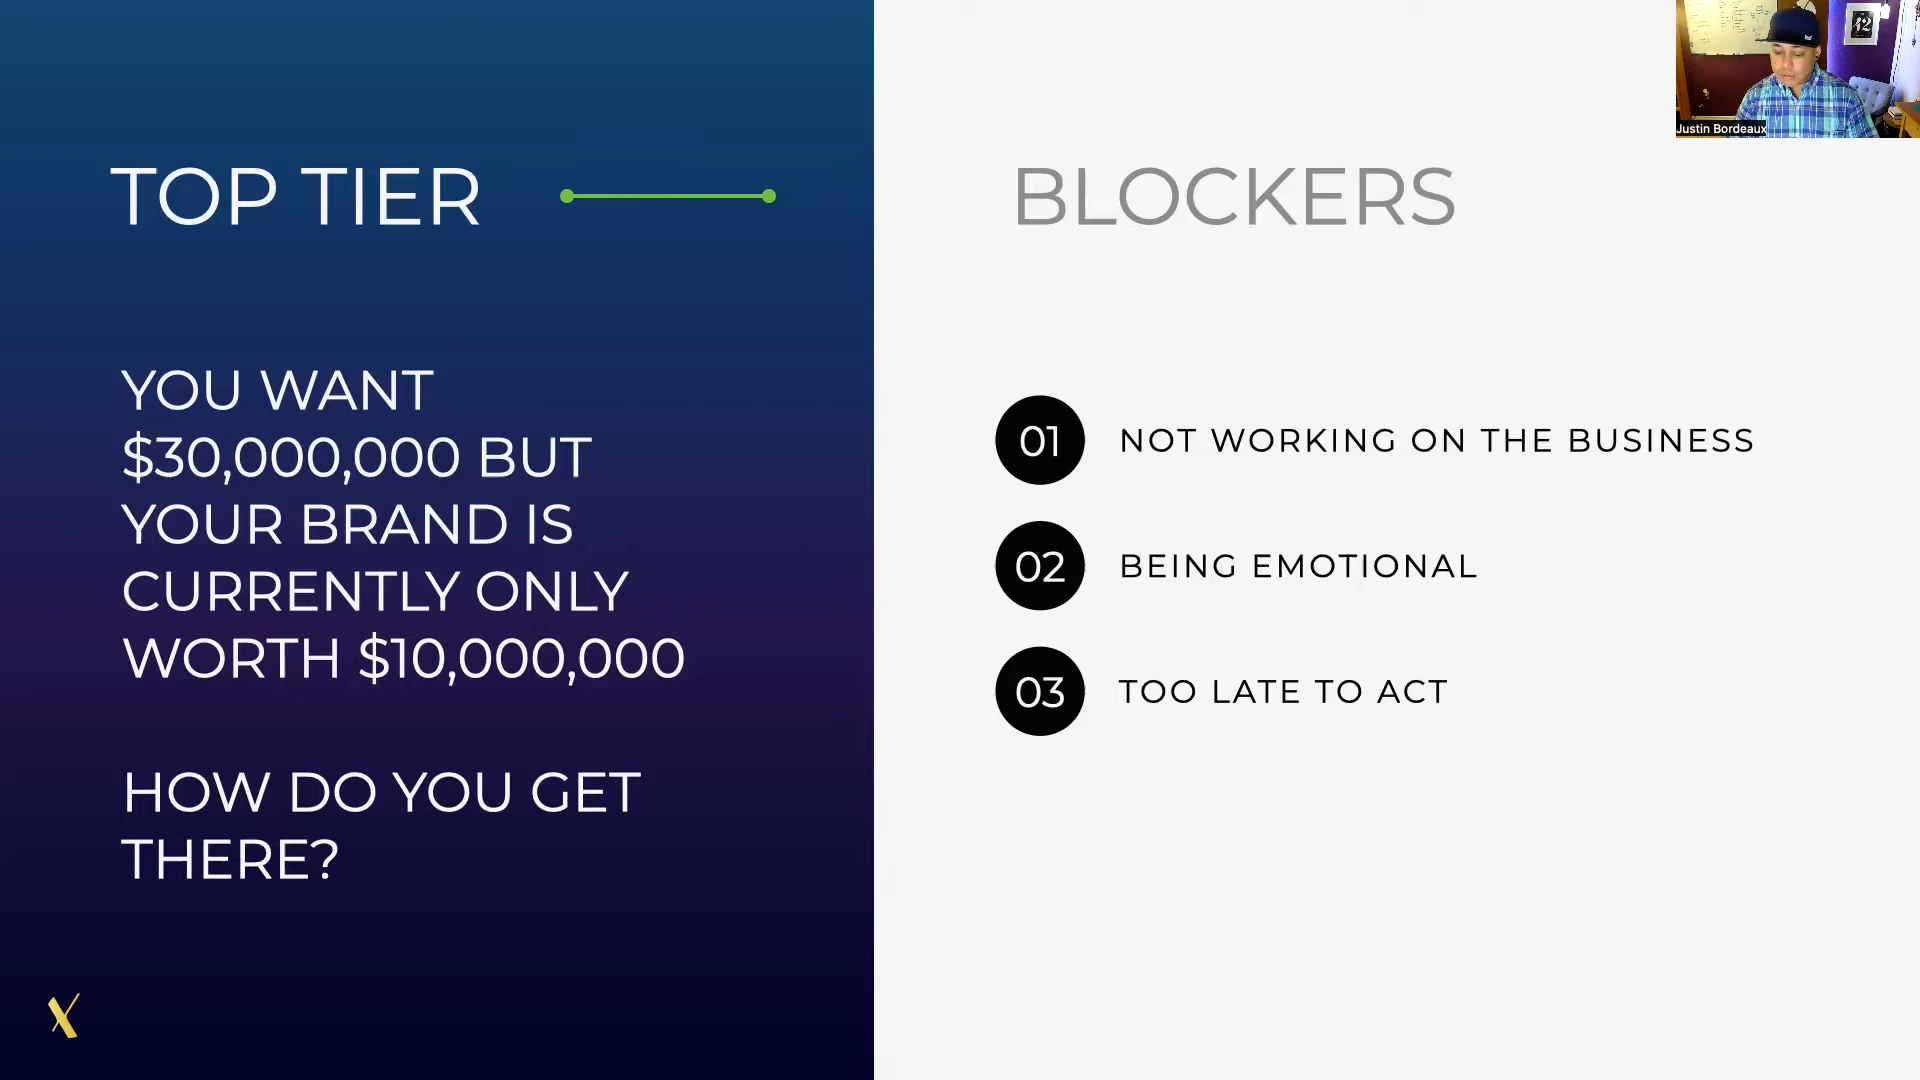 TOP TIER
YOU WANT
$30,000,000 BUT
YOUR BRAND IS
CURRENTLY ONLY
WORTH $10,000,000
HOW DO YOU GET
THERE?
X
BLOCKERS
01 NOT WORKING ON THE BUSINESS
02 BEING EMOTIONAL
03 TOO LATE TO ACT
42
Justin Bordeaux